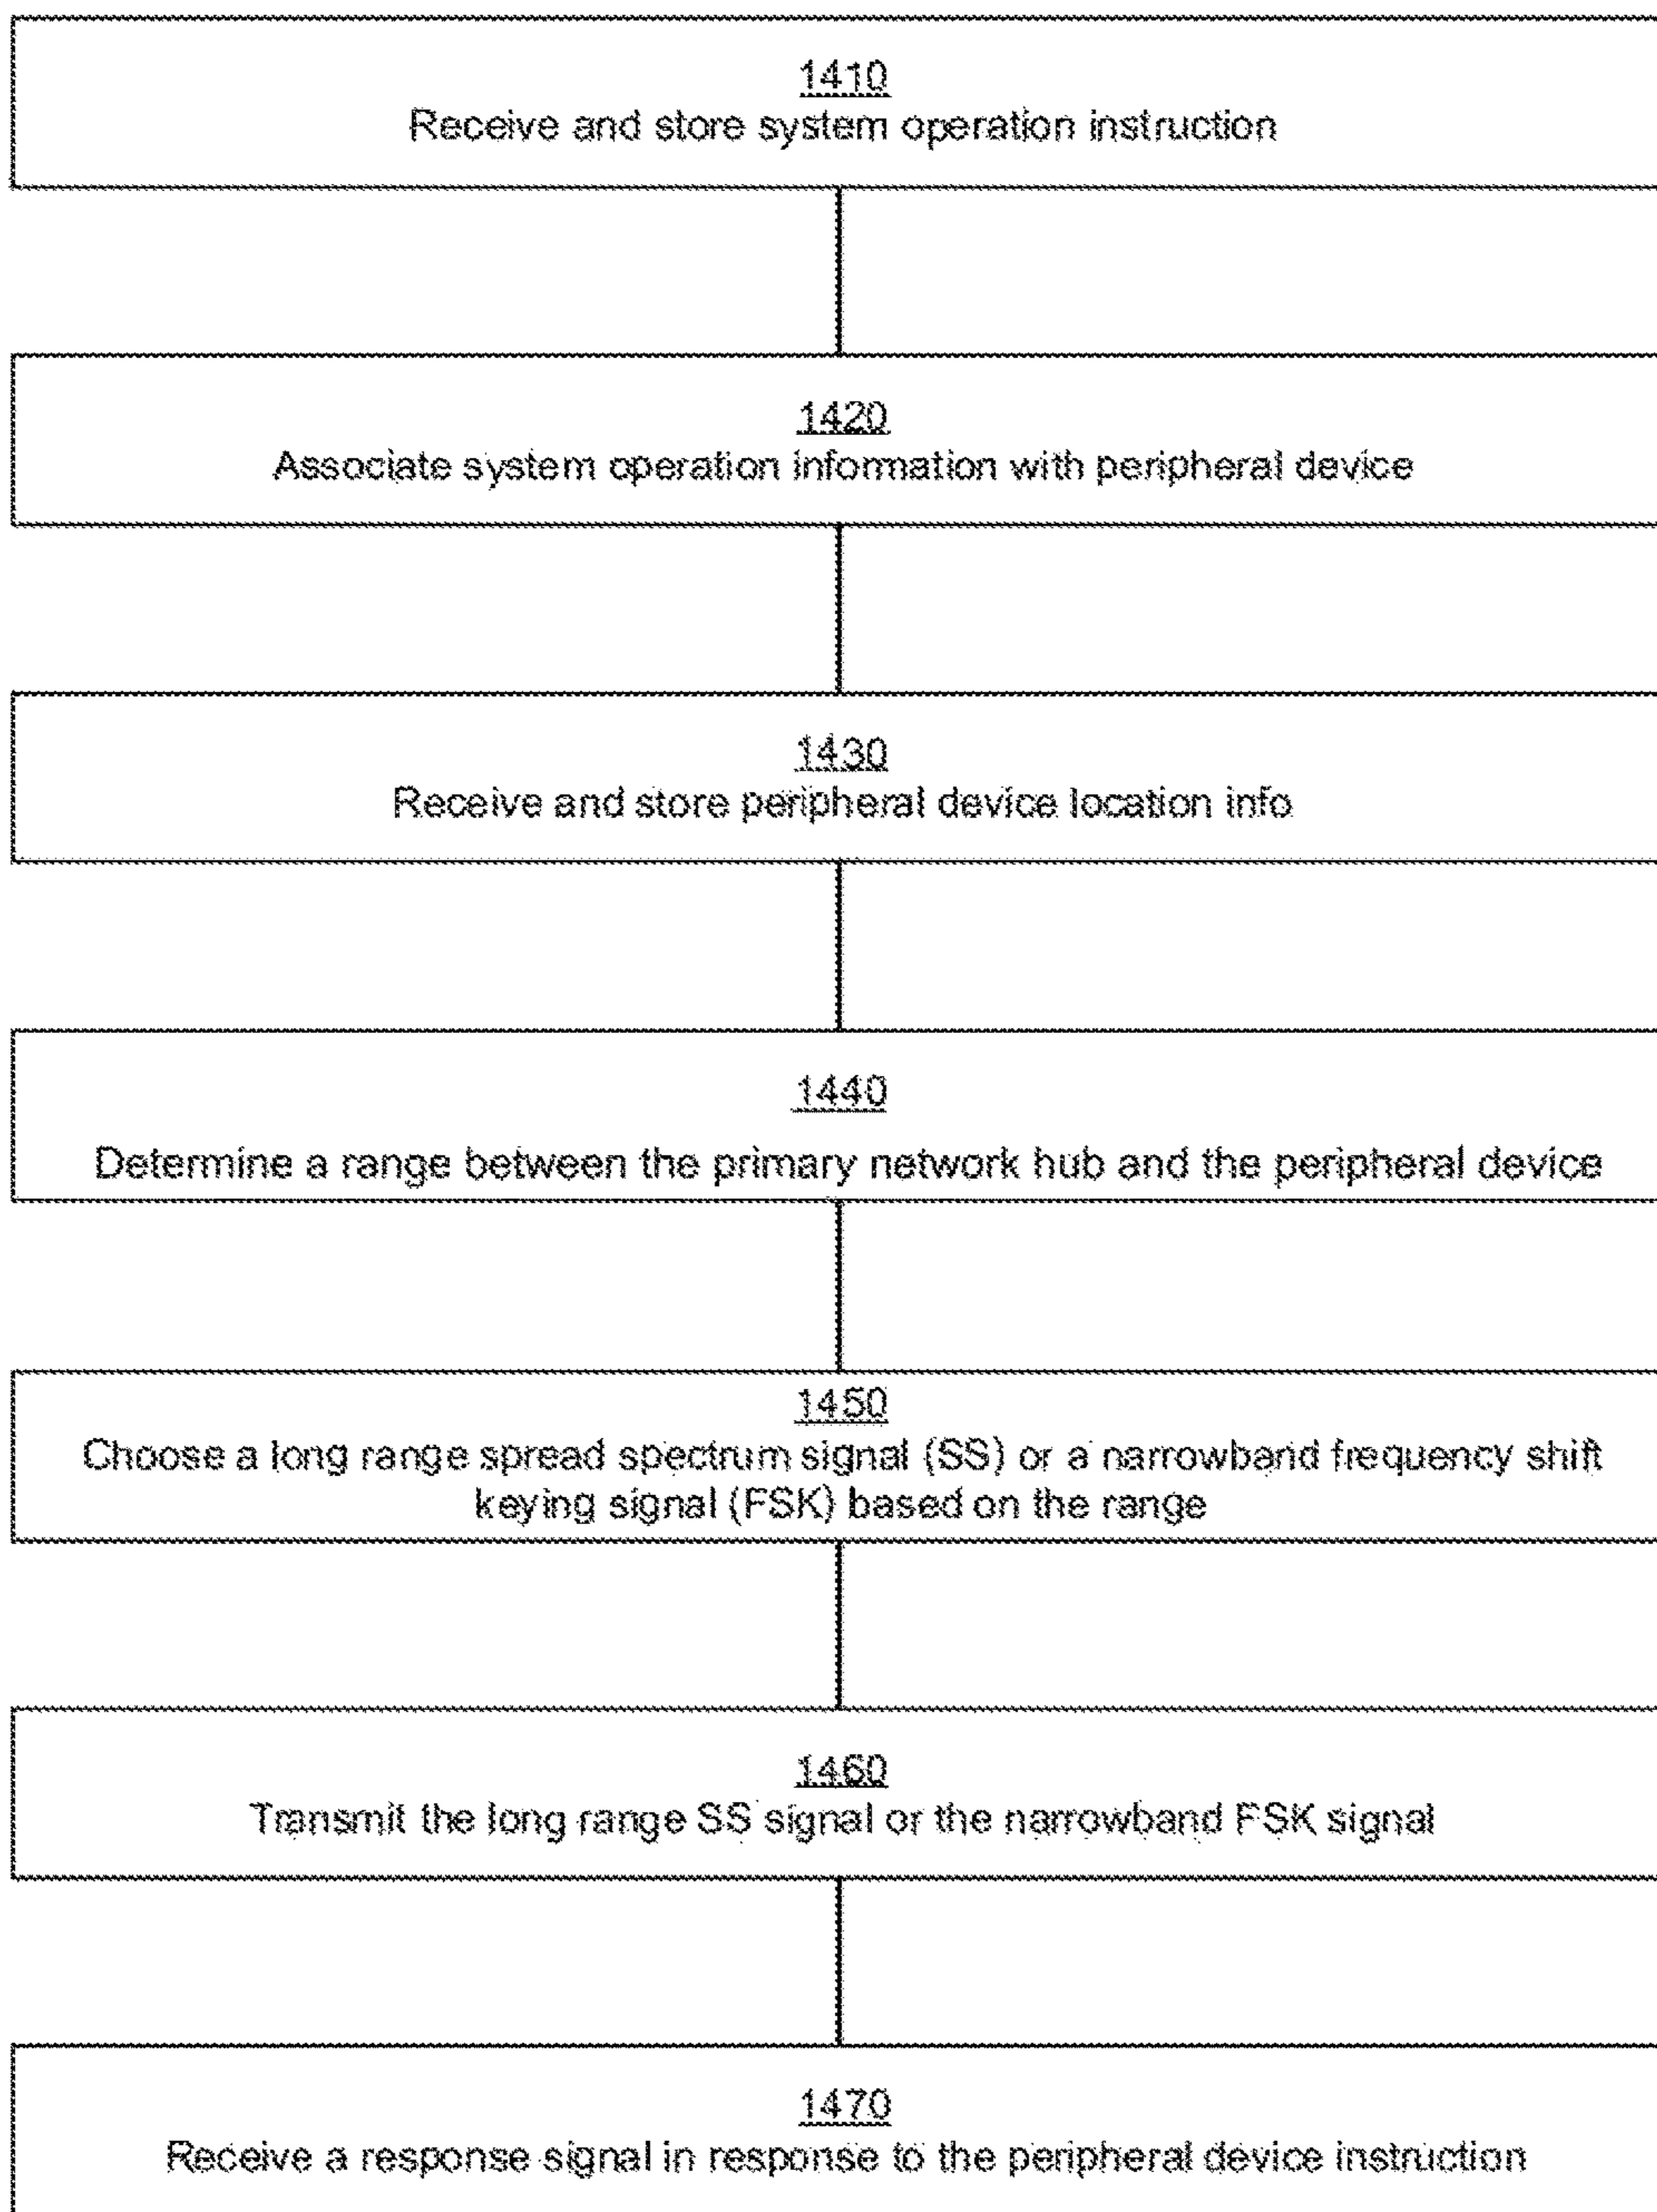 1410
Receive and store system operation instruction
1420
Associate system operation information with peripheral device
1430
Receive and store peripheral device location info
1440
Determine a range between the primary network hub and the peripheral device
1450
Choose a long range spread spectrum signal (SS) or a narrowband frequency shift
keying signal (FSK) based on the range
1460
Transmit the long range SS signal or the narrowband FSK signal
1470
Receive a response signal in response to the peripheral device instruction